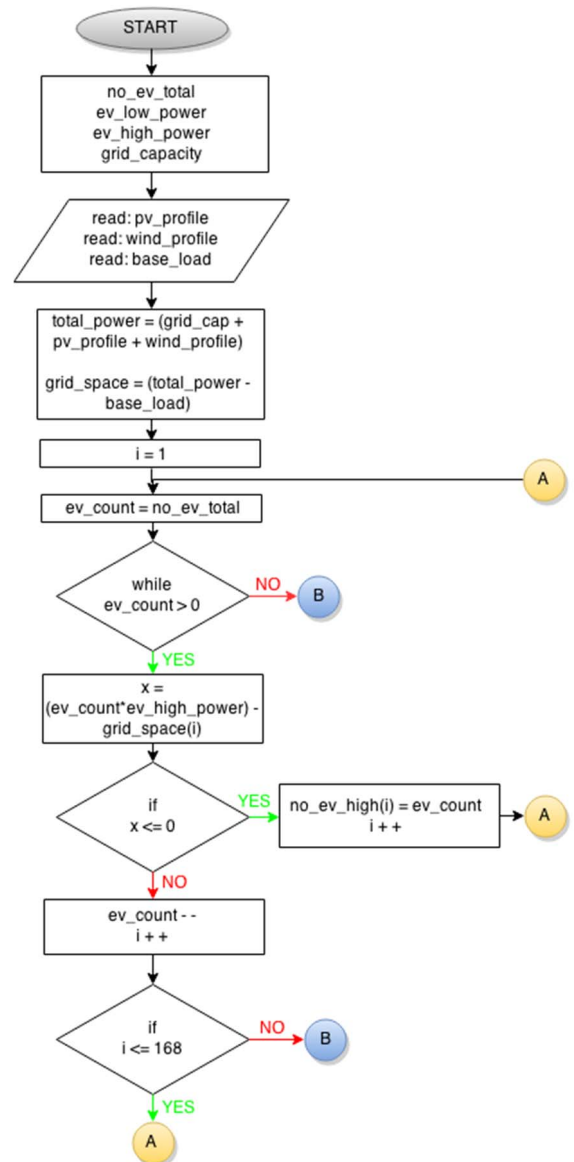 START
no_ev_total
ev_low_power
ev_high_power
grid_capacity
read: pv_profile
read: wind_profile
read: base_load
total_power = (grid_cap +
pv_profile + wind_profile)
grid_space = (total_power -
base_load)
i = 1
A
ev_count = no_ev_total
while
ev_count > 0
NO
B
YES
x =
(ev_count*ev_high_power) -
grid_space(i)
if
x <= 0
YES
no_ev_high(i) = ev_count
i + +
A
NO
ev_count - -
i + +
if
i <= 168
NO
B
YES
A